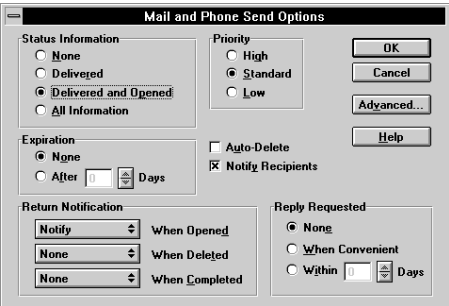 Mail and Phone Send Options
Status Information
None
Delivered
Delivered and Opened
All Information
Priority
High
Standard
Low
OK
Cancel
Advanced...
Help
Expiration
None
After 0 Days
Auto-Delete
Notify Recipients
Return Notification
Notify When Opened
None When Deleted
None When Completed
Reply Requested
None
When Convenient
Within 0 Days